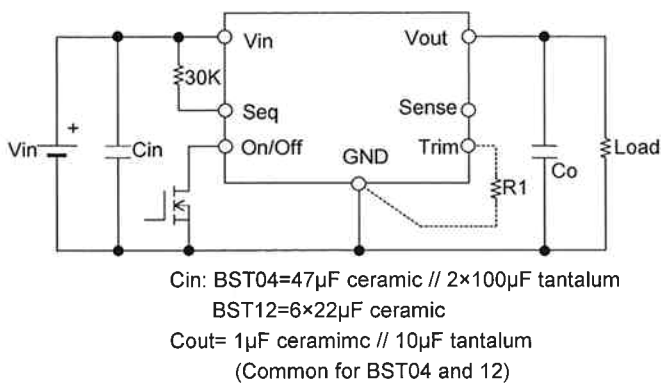 Vin Vout
30K
Seq Sense
Vin + Cin On/Off GND Trim Load
R1 Co
Cin: BST04=47µF ceramic // 2×100µF tantalum
BST12=6×22µF ceramic
Cout= 1µF ceramimc // 10µF tantalum
(Common for BST04 and 12)